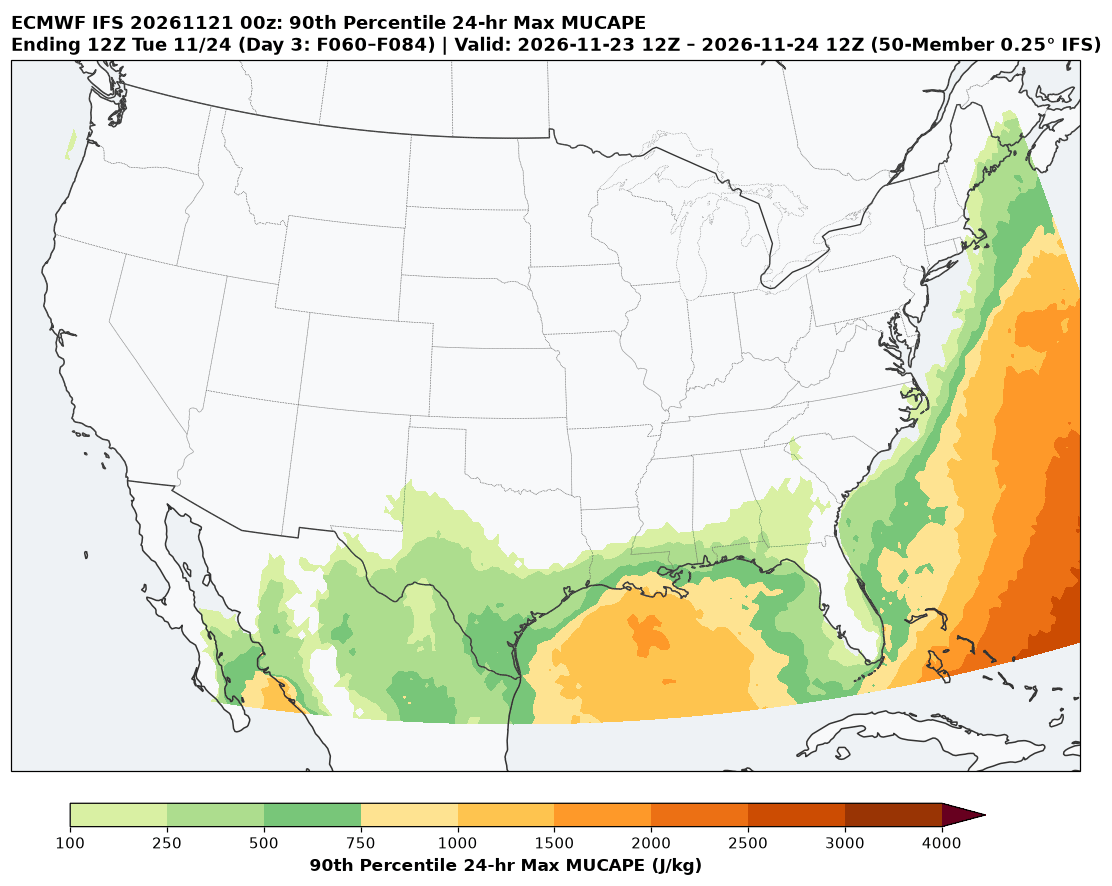 ECMWF IFS 20261121 00z: 90th Percentile 24-hr Max MUCAPE
Ending 12Z Tue 11/24 (Day 3: F060–F084) | Valid: 2026-11-23 12Z – 2026-11-24 12Z (50-Member 0.25° IFS)
100 250 500 750 1000 1500 2000 2500 3000 4000
90th Percentile 24-hr Max MUCAPE (J/kg)